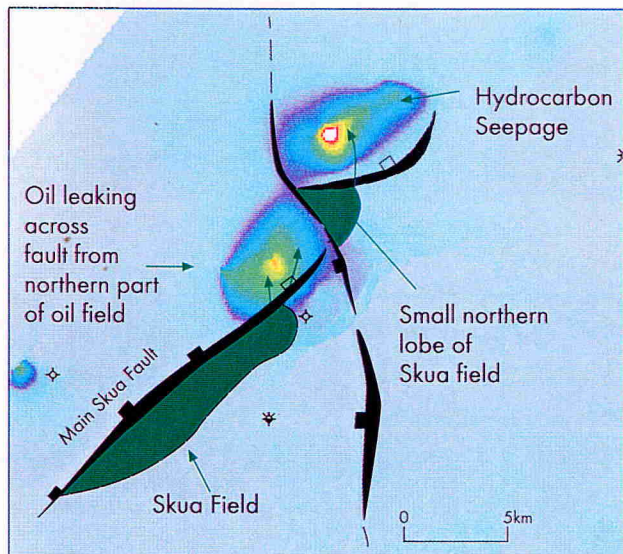 Hydrocarbon
Seepage
Oil leaking
across
fault from
northern part
of oil field
Small northern
lobe of
Skua field
Main Skua Fault
Skua Field
0
5km